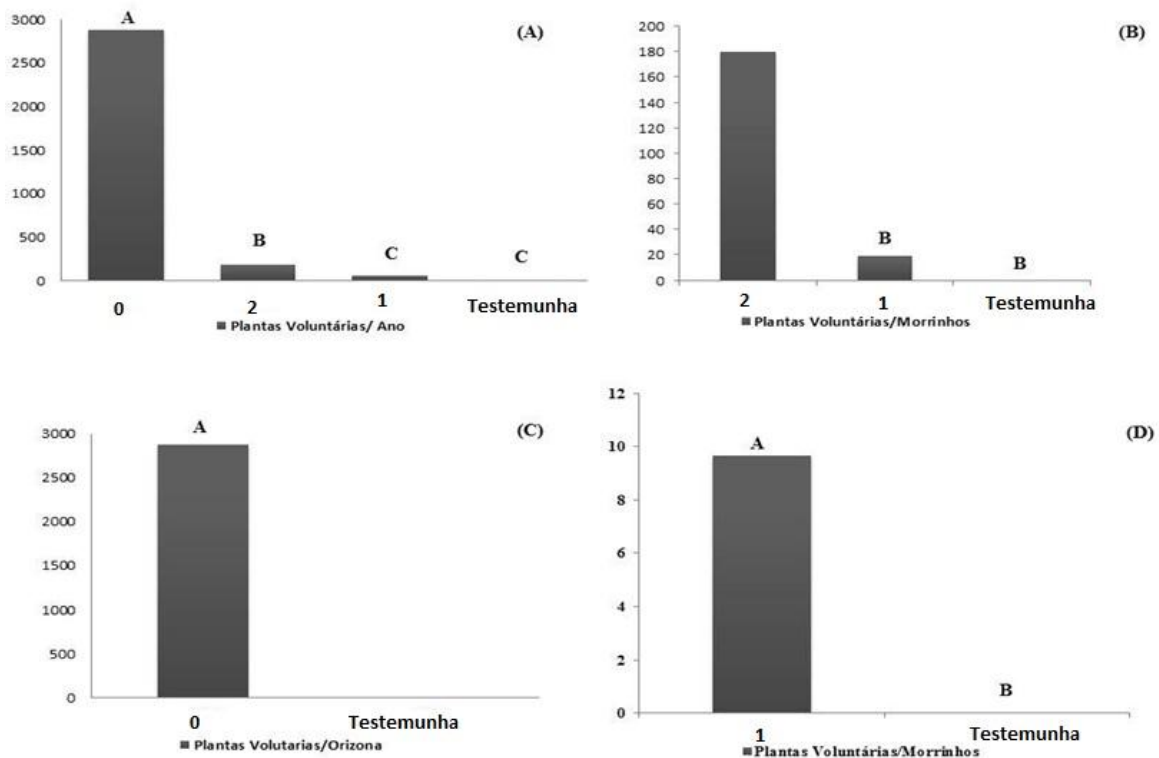 (A)
3000
2500
2000
1500
1000
500
0
A
B
C
C
0 2 1 Testemunha
Plantas Voluntárias/ Ano
(B)
200
180
160
140
120
100
80
60
40
20
0
B
B
2 1 Testemunha
Plantas Voluntárias/Morrinhos
(C)
3000
2500
2000
1500
1000
500
0
A
0 Testemunha
Plantas Volutarias/Orizona
(D)
12
10
8
6
4
2
0
A
B
1 Testemunha
Plantas Voluntárias/Morrinhos